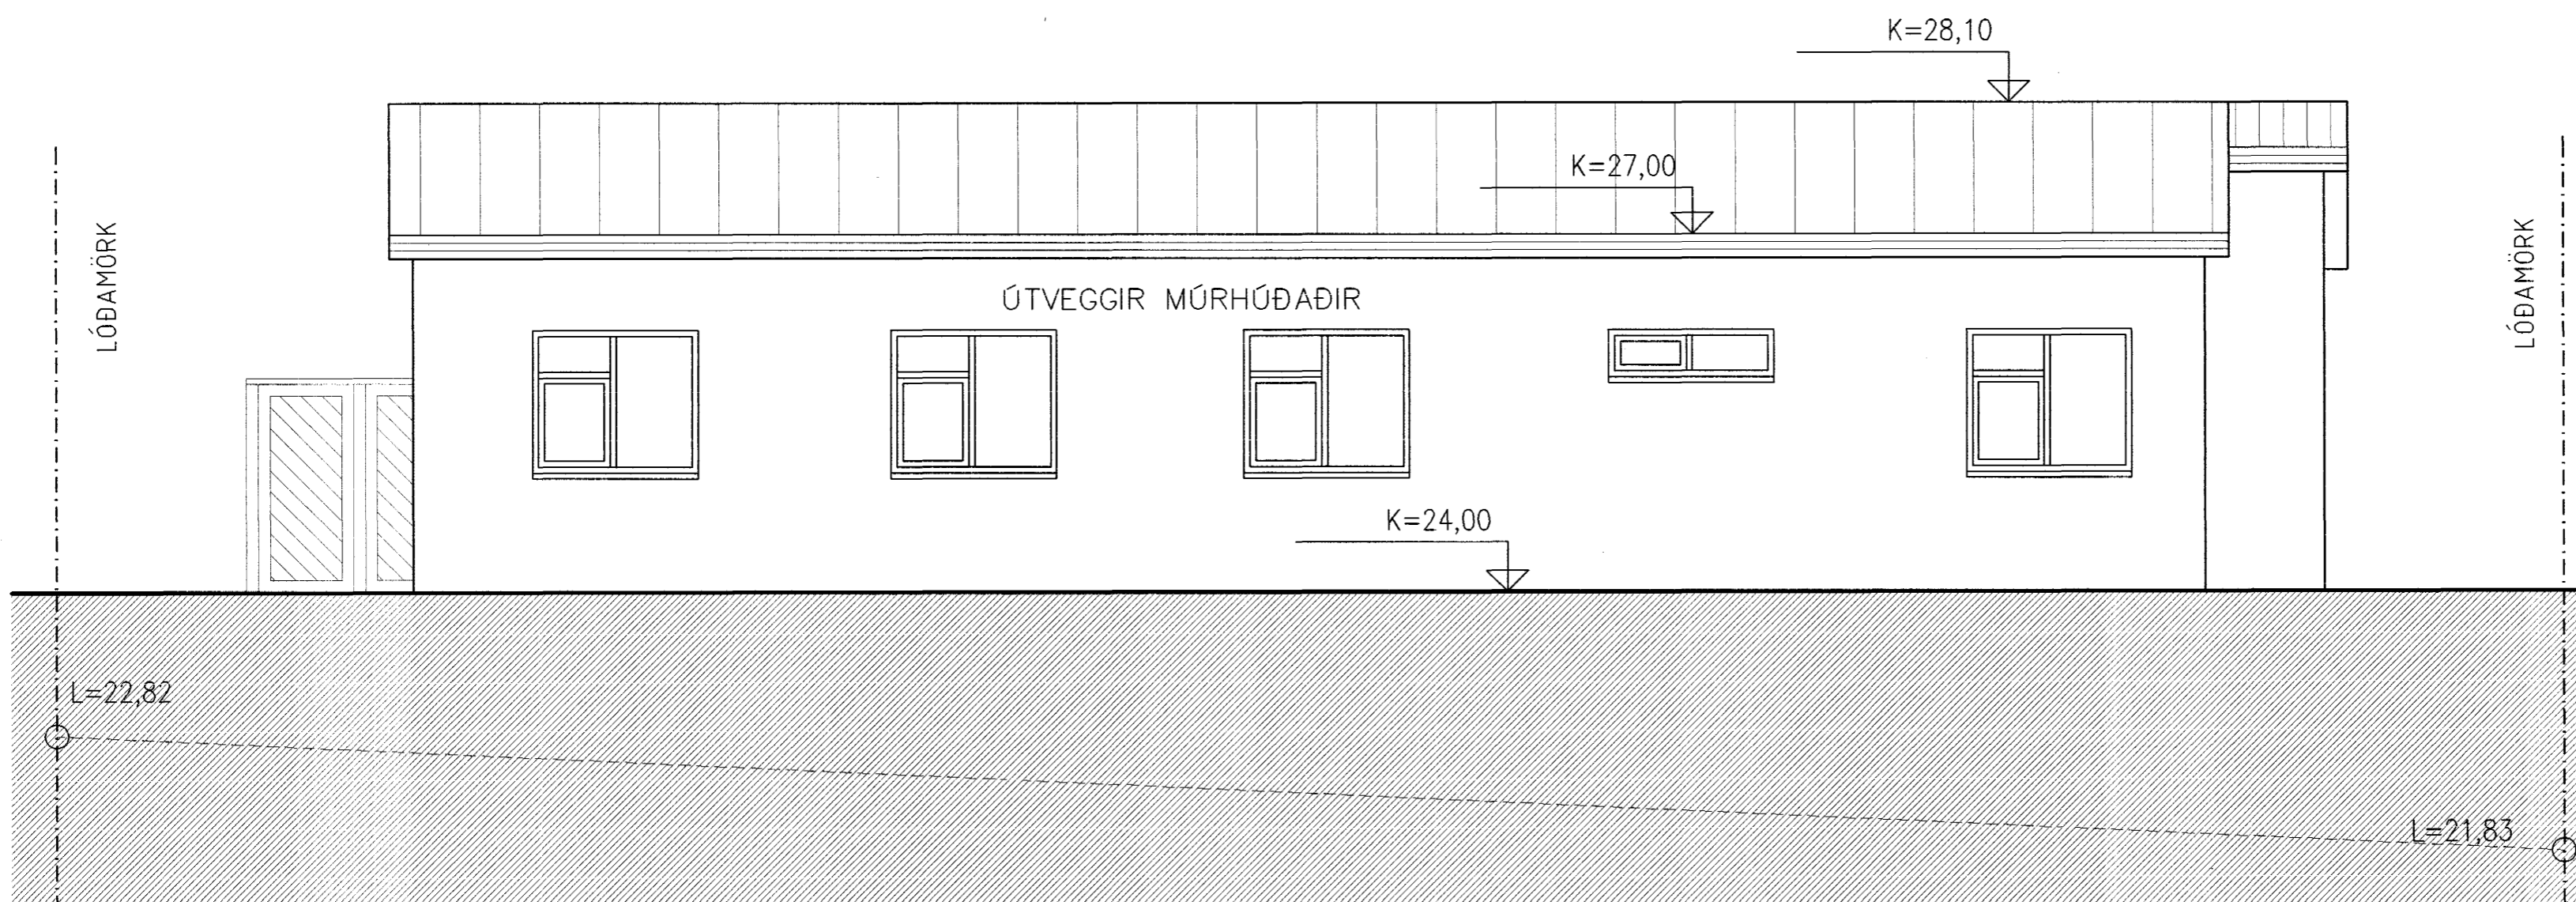 K=28,10
K=27,00
LÓÐAMÖRK
LÓÐAMÖRK
ÚTVEGGIR MÚRHÚÐAÐIR
K=24,00
L=22,82
L=21,83